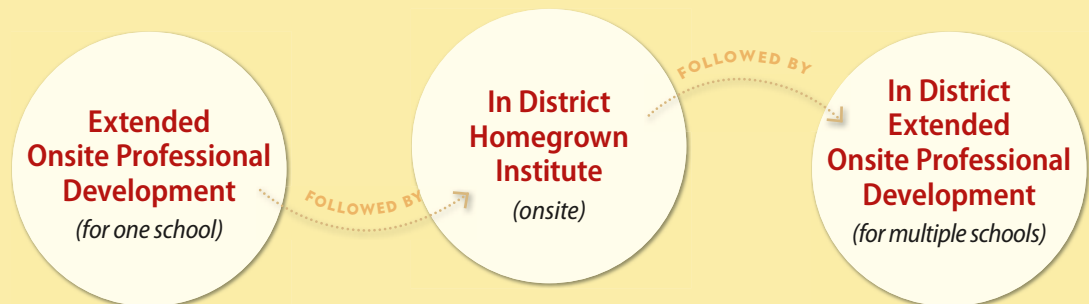 Extended
Onsite Professional
Development
(for one school)
FOLLOWED BY
In District
Homegrown
Institute
(onsite)
FOLLOWED BY
In District
Extended
Onsite Professional
Development
(for multiple schools)